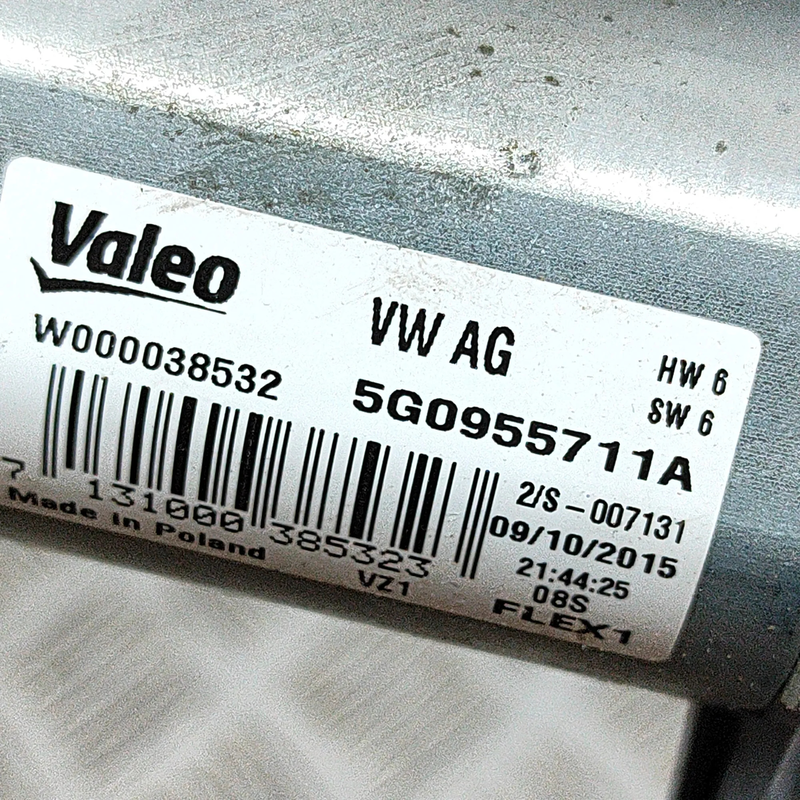 Valeo
W000038532
7 131000 385323
Made in Poland
VZ1
VW AG
5G0955711A
HW 6
SW 6
2/S - 007131
09/10/2015
21:44:25
08S
FLEX1